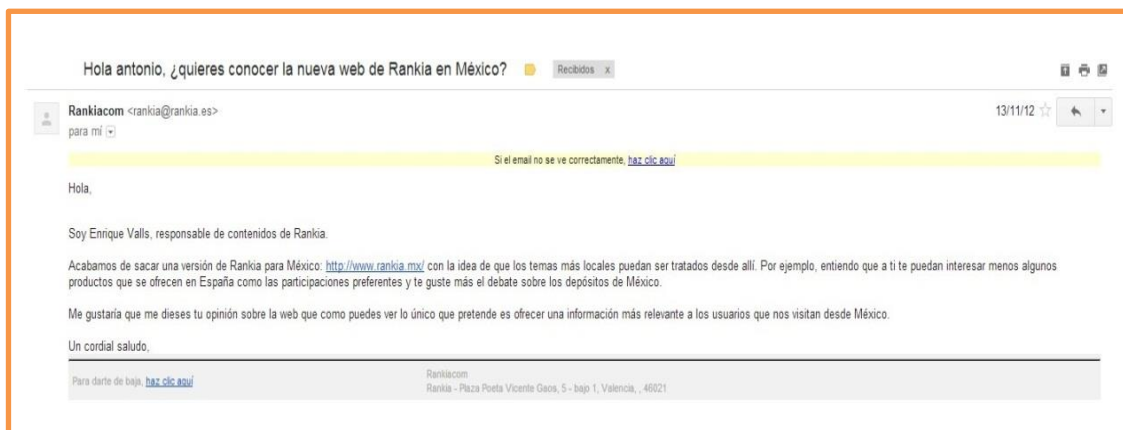 Hola antonio, ¿quieres conocer la nueva web de Rankia en México? Recibidos x
Rankiacom <rankia@rankia.es> 13/11/12
para mí
Si el email no se ve correctamente, haz clic aquí
Hola,
Soy Enrique Valls, responsable de contenidos de Rankia.
Acabamos de sacar una versión de Rankia para México: http://www.rankia.mx/ con la idea de que los temas más locales puedan ser tratados desde allí. Por ejemplo, entiendo que a ti te puedan interesar menos algunos
productos que se ofrecen en España como las participaciones preferentes y te guste más el debate sobre los depósitos de México.
Me gustaría que me dieses tu opinión sobre la web que como puedes ver lo único que pretende es ofrecer una información más relevante a los usuarios que nos visitan desde México.
Un cordial saludo,
Para darte de baja, haz clic aquí
Rankiacom
Rankia - Plaza Poeta Vicente Gaos, 5 - bajo 1, Valencia, , 46021